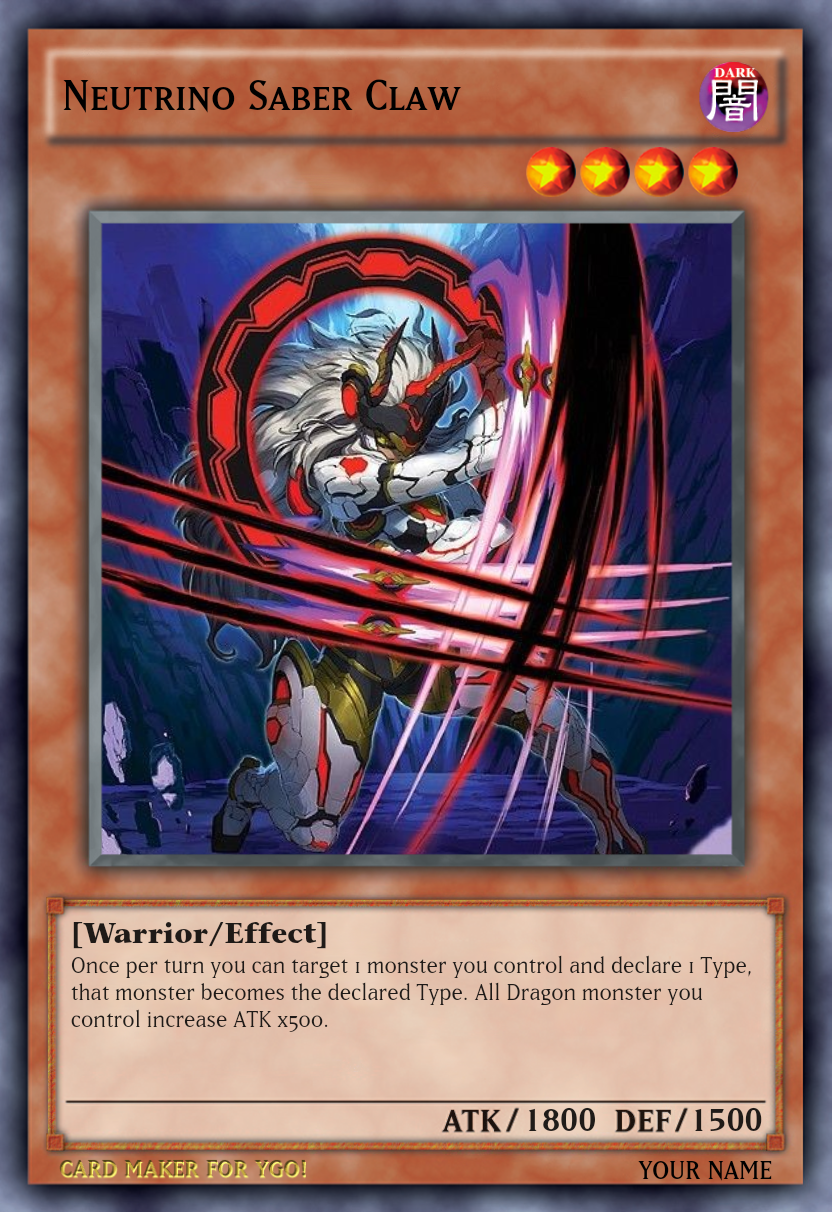 Neutrino Saber Claw
DARK
闇
[Warrior/Effect]
Once per turn you can target 1 monster you control and declare 1 Type,
that monster becomes the declared Type. All Dragon monster you
control increase ATK x500.
ATK/1800 DEF/1500
CARD MAKER FOR YGO!
YOUR NAME